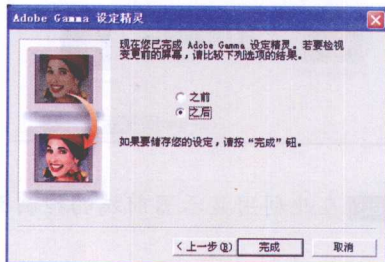 Adobe Gamma 设定精灵
现在您已完成 Adobe Gamma 设定精灵。若要检视
变更前的屏幕，请比较下列选项的结果。
之前
之后
如果要储存您的设定，请按“完成”钮。
< 上一步(B)
完成
取消